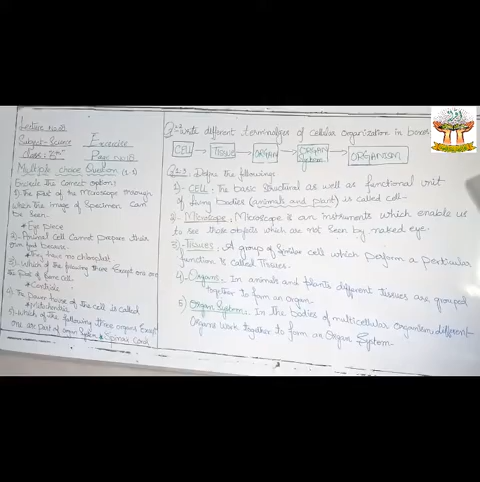 Lecture no:18
Subject: Science
Class: 7th
Exercise
Page no:18
Multiple choice Question (1.1)
Encircle the correct option:
1) The part of the Microscope through
which the image of Specimen can
be seen.
* Eye piece
2) Animal Cell Cannot prepare their
own food because
* They have no chloroplast
3) Which of the following three Except one are
the part of Cell
4) The power house of the cell is called
* Mitochondria
5) Which of the following three organs Except
one are part of organ System * Spinal Cord
Write different terminologies of cellular organization in boxes
CELL → TISSUE → ORGAN → ORGAN System → ORGANISM
Define the followings
1) CELL: The basic Structural as well as functional unit
of living bodies (animals and plant) is called cell.
2) Microscope, Microscope is an instruments which enable us
to see those objects which are not seen by naked eye.
3) Tissues: A group of similar cells which perform a particular
function is called Tissues.
4) Organs: In animals and plants different tissues are grouped
together to form an organ.
5) Organ System: In the bodies of multicellular Organism different
Organs work together to form an Organ System.